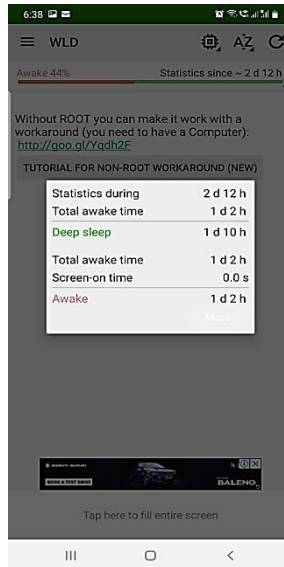 6:38
WLD
AZ
Awake 44%
Statistics since ~ 2 d 12 h
Without ROOT you can make it work with a
workaround (you need to have a Computer):
http://goo.gl/Yqdh2F
TUTORIAL FOR NON-ROOT WORKAROUND (NEW)
Statistics during 2 d 12 h
Total awake time 1 d 2 h
Deep sleep 1 d 10 h
Total awake time 1 d 2 h
Screen-on time 0.0 s
Awake 1 d 2 h
More
MARUTI SUZUKI
BOOK A TEST DRIVE
BALENO
Tap here to fill entire screen